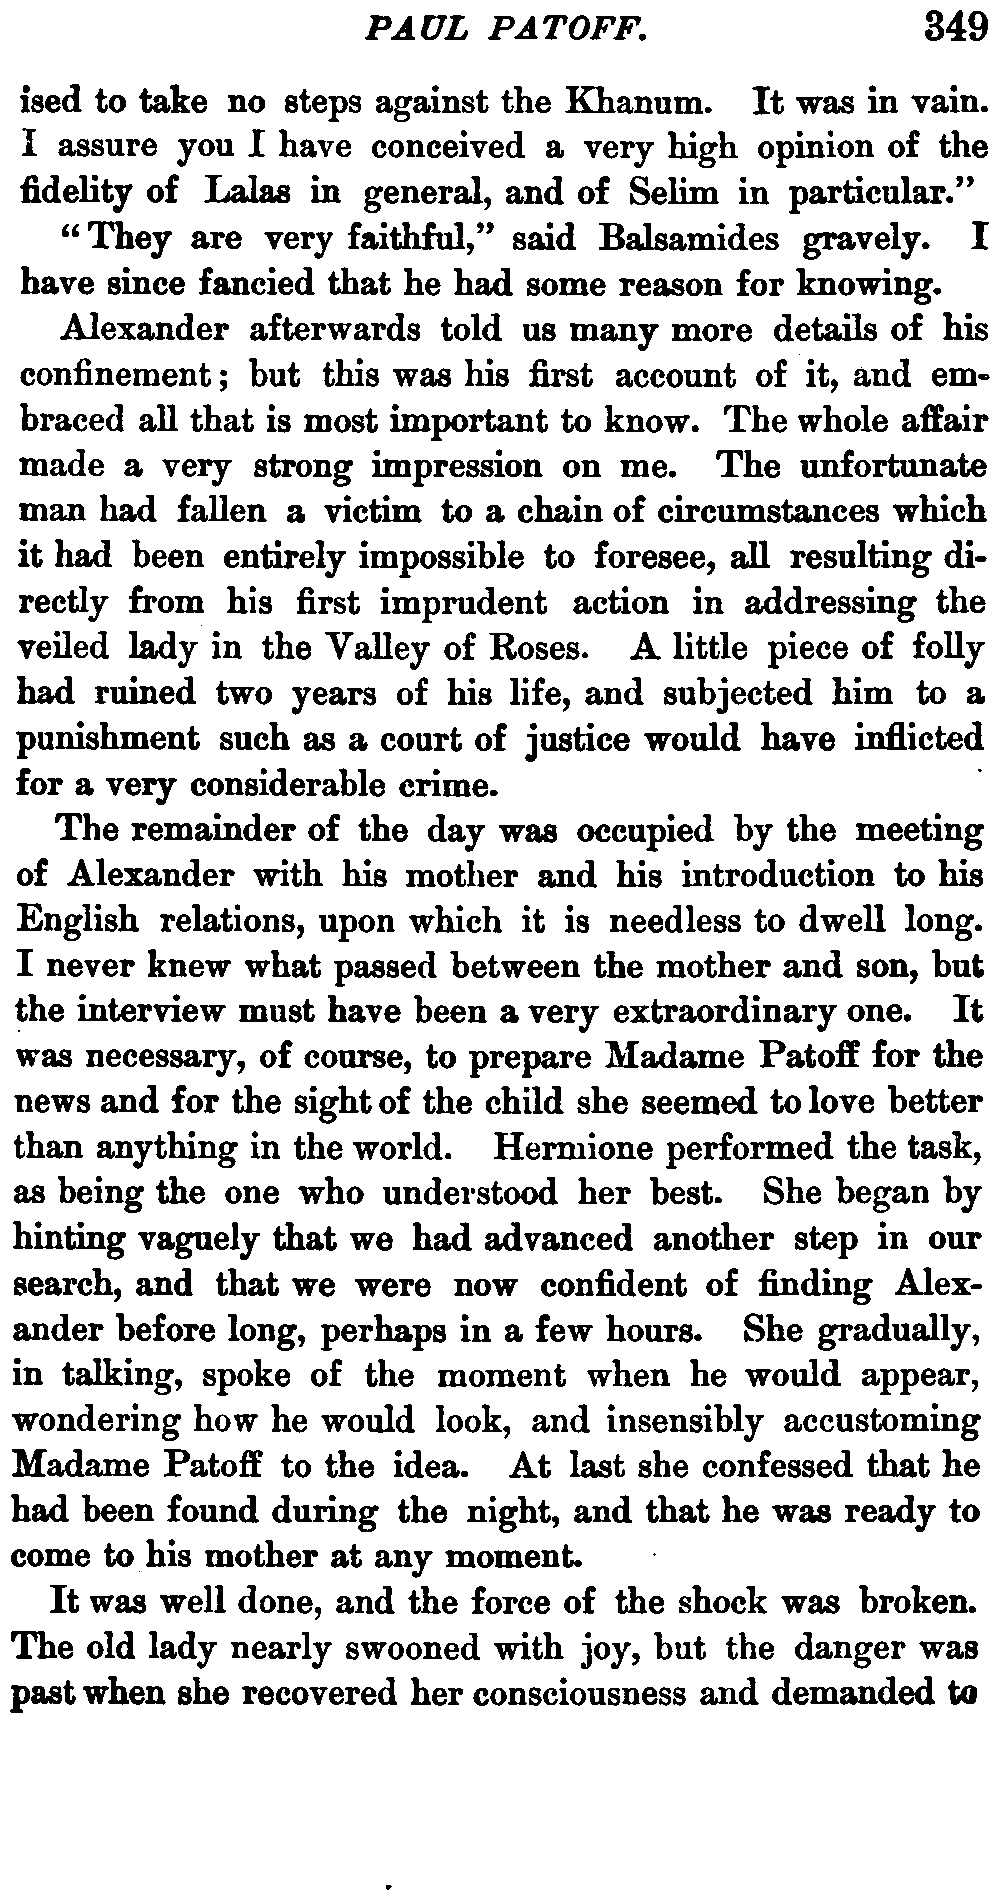 PAUL PATOFF. 349
ised to take no steps against the Khanum. It was in vain.
I assure you I have conceived a very high opinion of the
fidelity of Lalas in general, and of Selim in particular.”
“They are very faithful,” said Balsamides gravely. I
have since fancied that he had some reason for knowing.
Alexander afterwards told us many more details of his
confinement; but this was his first account of it, and em-
braced all that is most important to know. The whole affair
made a very strong impression on me. The unfortunate
man had fallen a victim to a chain of circumstances which
it had been entirely impossible to foresee, all resulting di-
rectly from his first imprudent action in addressing the
veiled lady in the Valley of Roses. A little piece of folly
had ruined two years of his life, and subjected him to a
punishment such as a court of justice would have inflicted
for a very considerable crime.
The remainder of the day was occupied by the meeting
of Alexander with his mother and his introduction to his
English relations, upon which it is needless to dwell long.
I never knew what passed between the mother and son, but
the interview must have been a very extraordinary one. It
was necessary, of course, to prepare Madame Patoff for the
news and for the sight of the child she seemed to love better
than anything in the world. Hermione performed the task,
as being the one who understood her best. She began by
hinting vaguely that we had advanced another step in our
search, and that we were now confident of finding Alex-
ander before long, perhaps in a few hours. She gradually,
in talking, spoke of the moment when he would appear,
wondering how he would look, and insensibly accustoming
Madame Patoff to the idea. At last she confessed that he
had been found during the night, and that he was ready to
come to his mother at any moment.
It was well done, and the force of the shock was broken.
The old lady nearly swooned with joy, but the danger was
past when she recovered her consciousness and demanded to